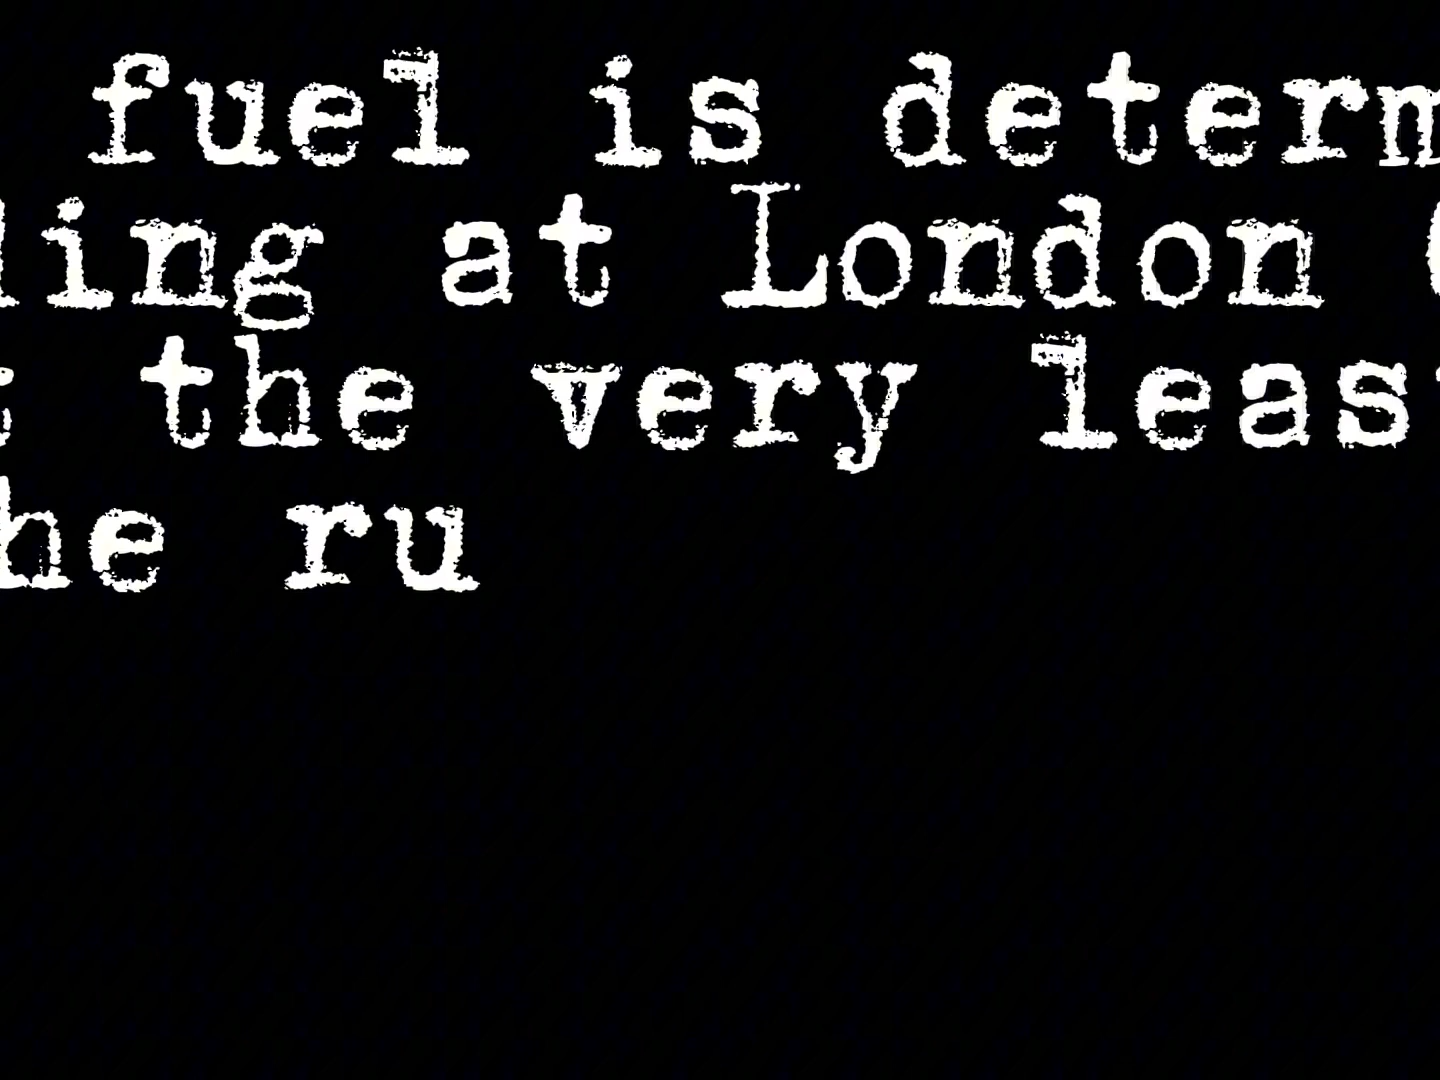 fuel is determ
ling at London
the very leas
he ru